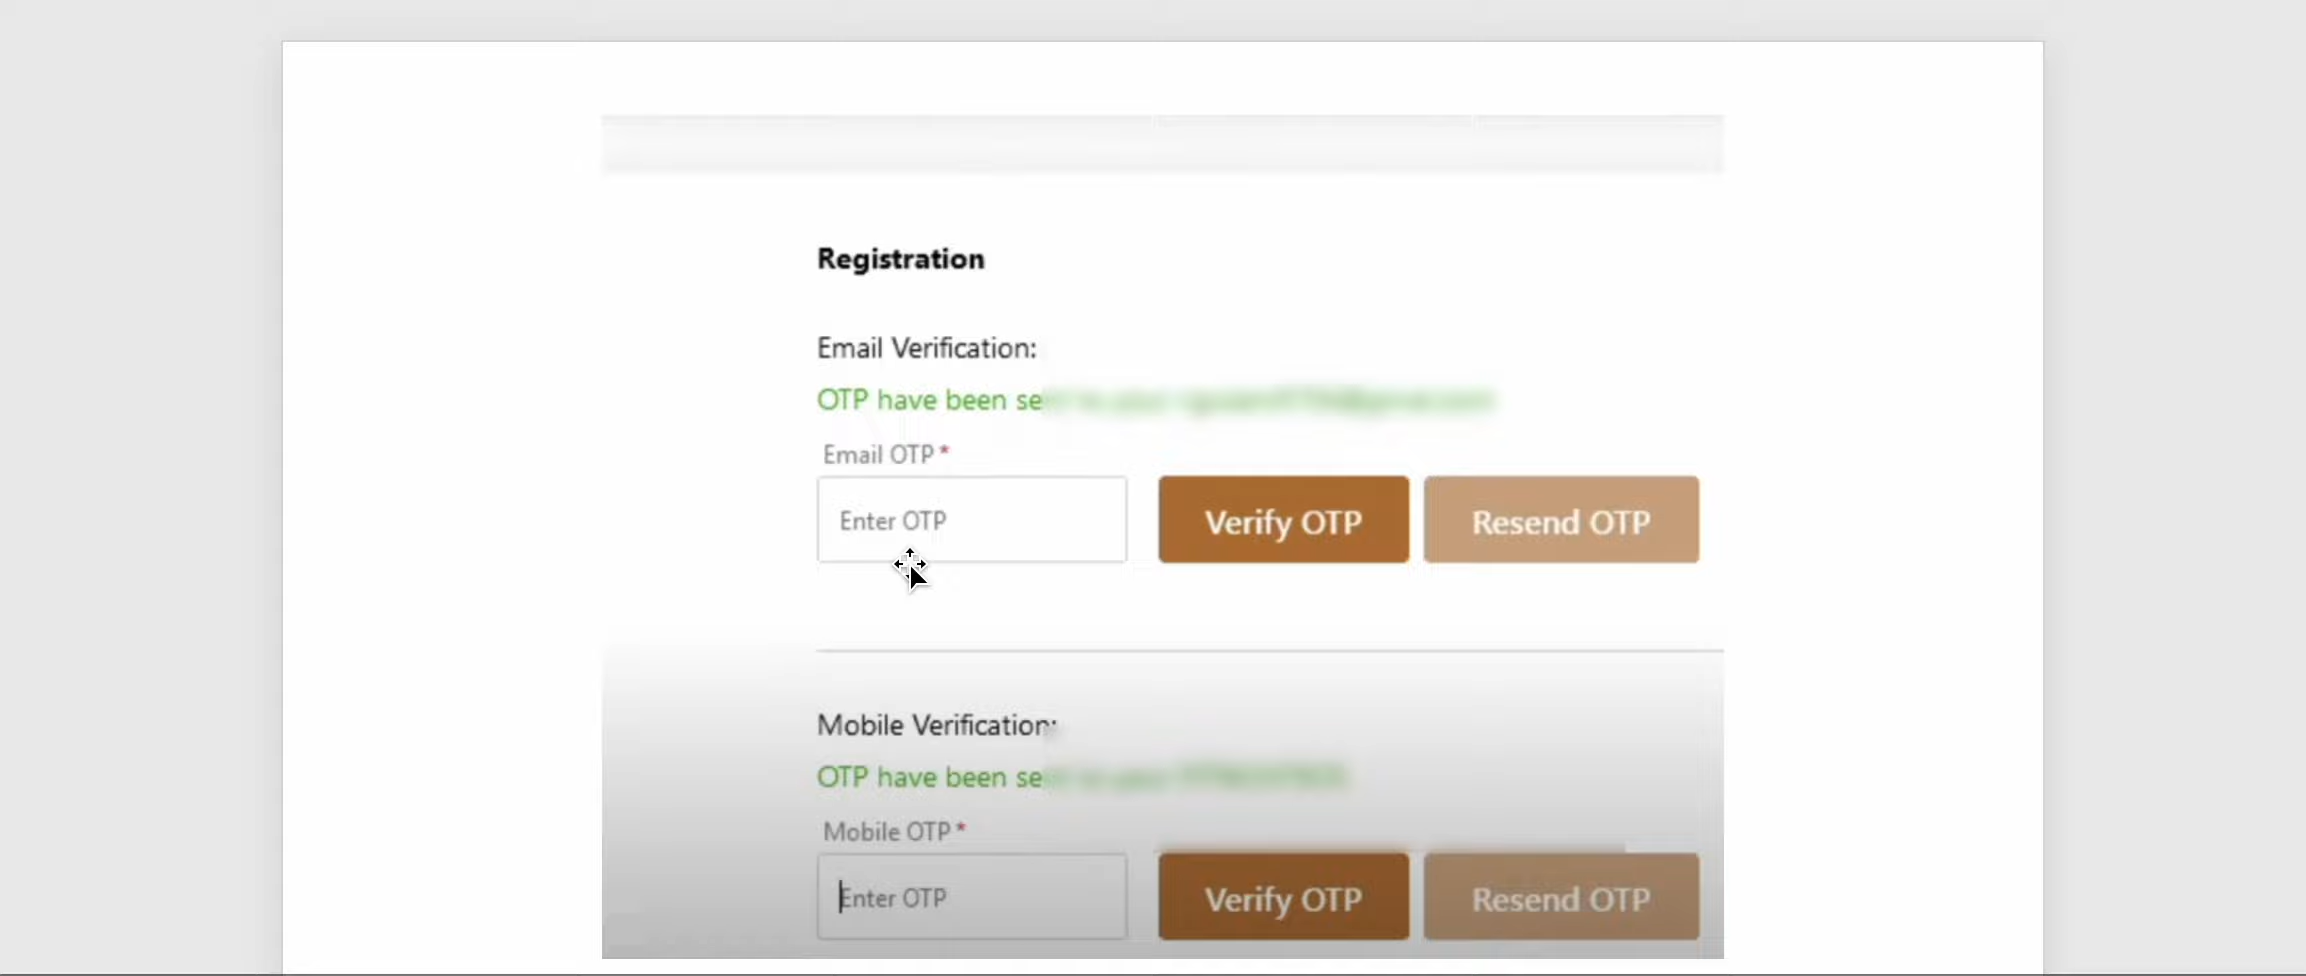 Registration
Email Verification:
OTP have been se
Email OTP *
Enter OTP
Verify OTP
Resend OTP
Mobile Verification:
OTP have been se
Mobile OTP *
Enter OTP
Verify OTP
Resend OTP